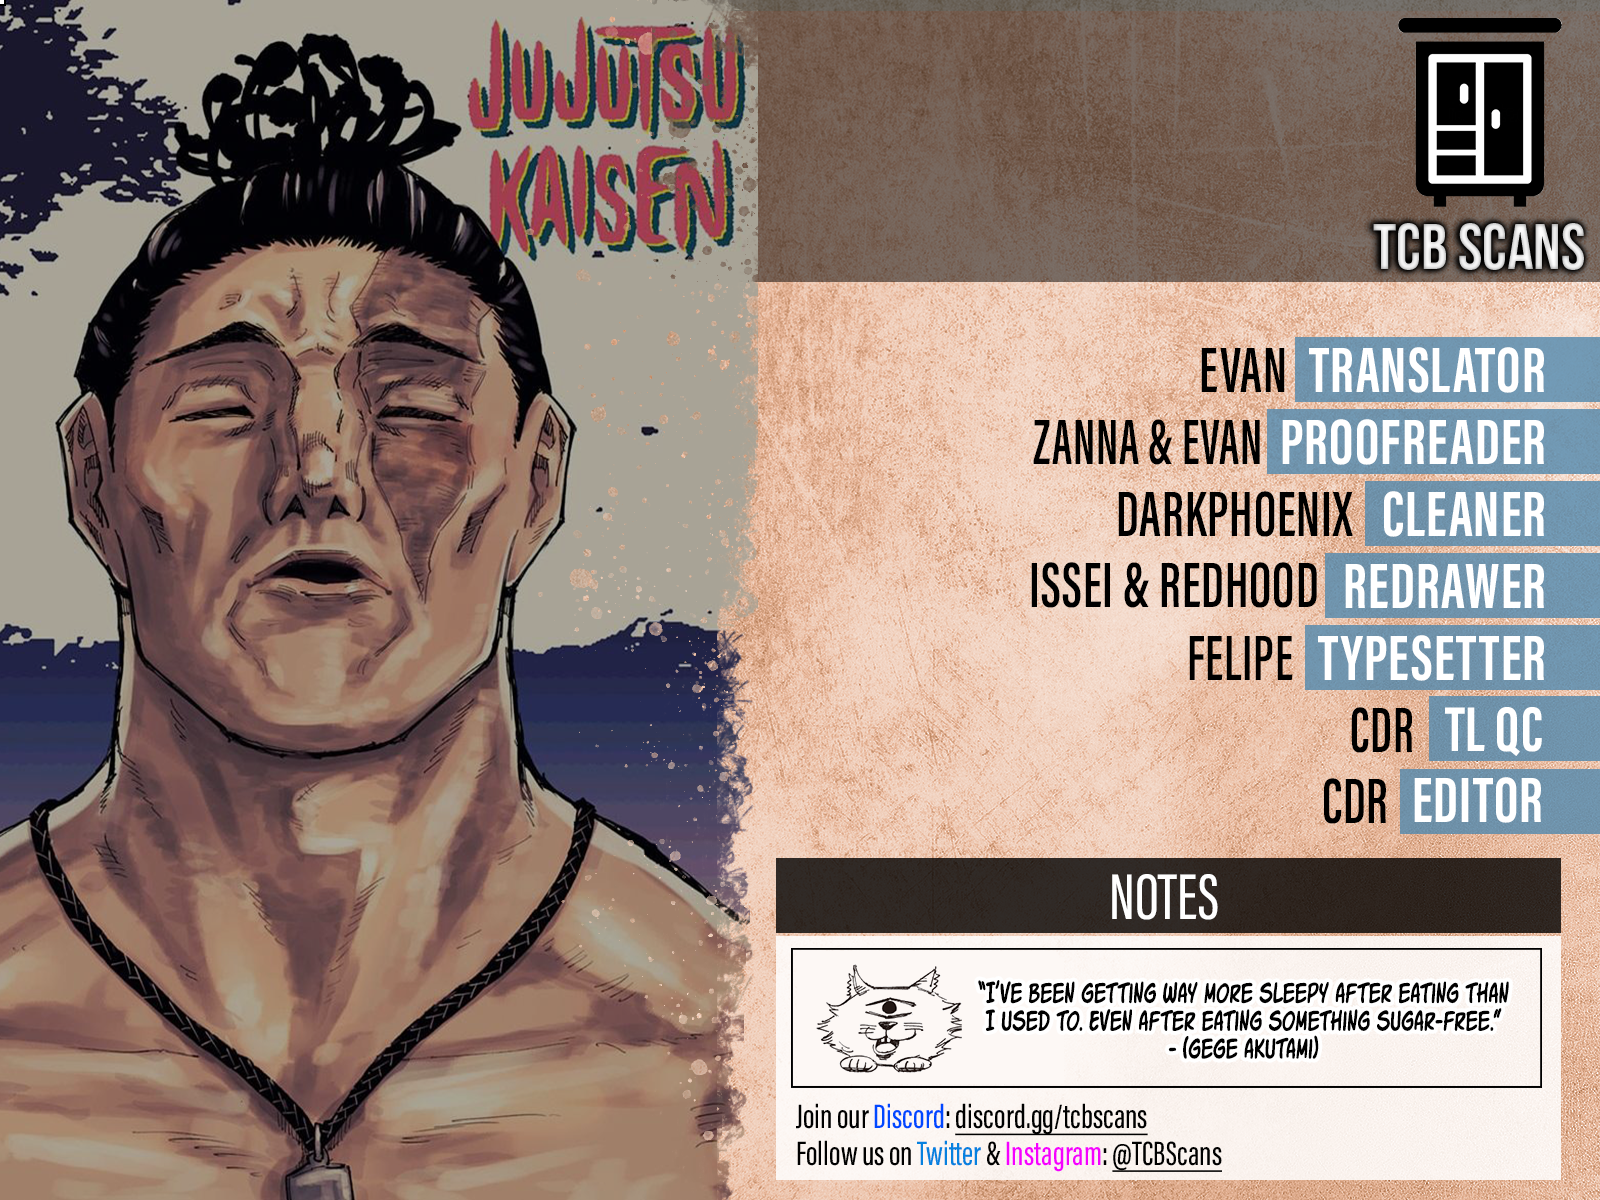 JUJUTSU
KAISEN
TCB SCANS
EVAN TRANSLATOR
ZANNA & EVAN PROOFREADER
DARKPHOENIX CLEANER
ISSEI & REDHOOD REDRAWER
FELIPE TYPESETTER
CDR TL QC
CDR EDITOR
NOTES
"I'VE BEEN GETTING WAY MORE SLEEPY AFTER EATING THAN
I USED TO. EVEN AFTER EATING SOMETHING SUGAR-FREE."
- (GEGE AKUTAMI)
Join our Discord: discord.gg/tcbscans
Follow us on Twitter & Instagram: @TCBScans